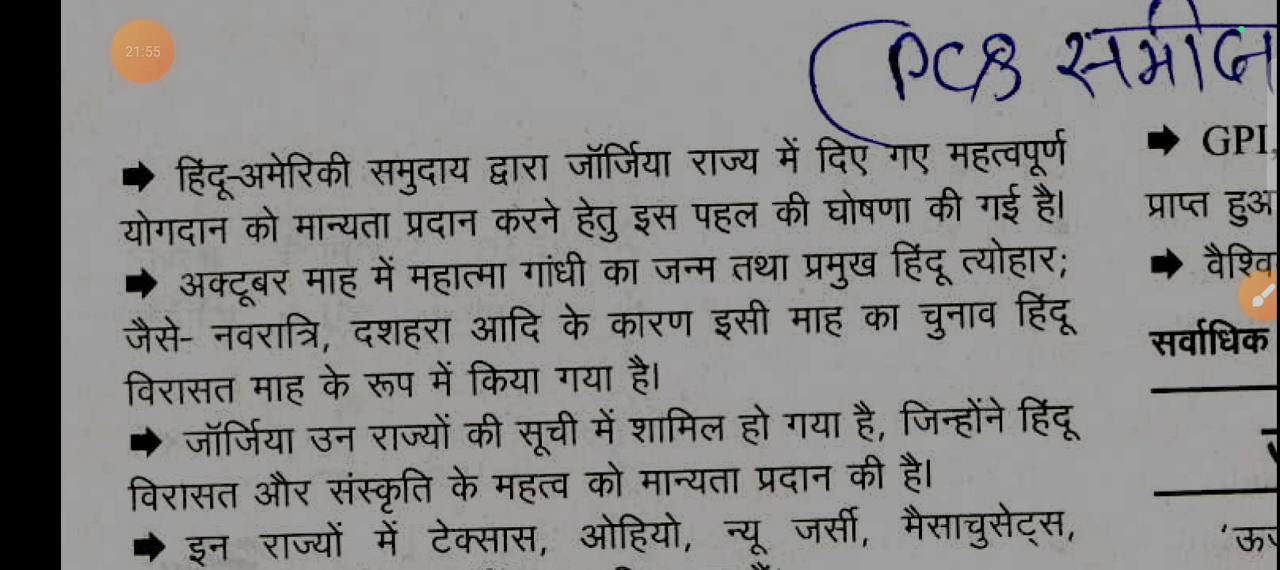 21:55
PCB समीक्षा
➡ हिंदू-अमेरिकी समुदाय द्वारा जॉर्जिया राज्य में दिए गए महत्वपूर्ण
योगदान को मान्यता प्रदान करने हेतु इस पहल की घोषणा की गई है।
➡ अक्टूबर माह में महात्मा गांधी का जन्म तथा प्रमुख हिंदू त्योहार;
जैसे- नवरात्रि, दशहरा आदि के कारण इसी माह का चुनाव हिंदू
विरासत माह के रूप में किया गया है।
➡ जॉर्जिया उन राज्यों की सूची में शामिल हो गया है, जिन्होंने हिंदू
विरासत और संस्कृति के महत्व को मान्यता प्रदान की है।
➡ इन राज्यों में टेक्सास, ओहियो, न्यू जर्सी, मैसाचुसेट्स,
➡ GPI
प्राप्त
➡
सर्वाधिक